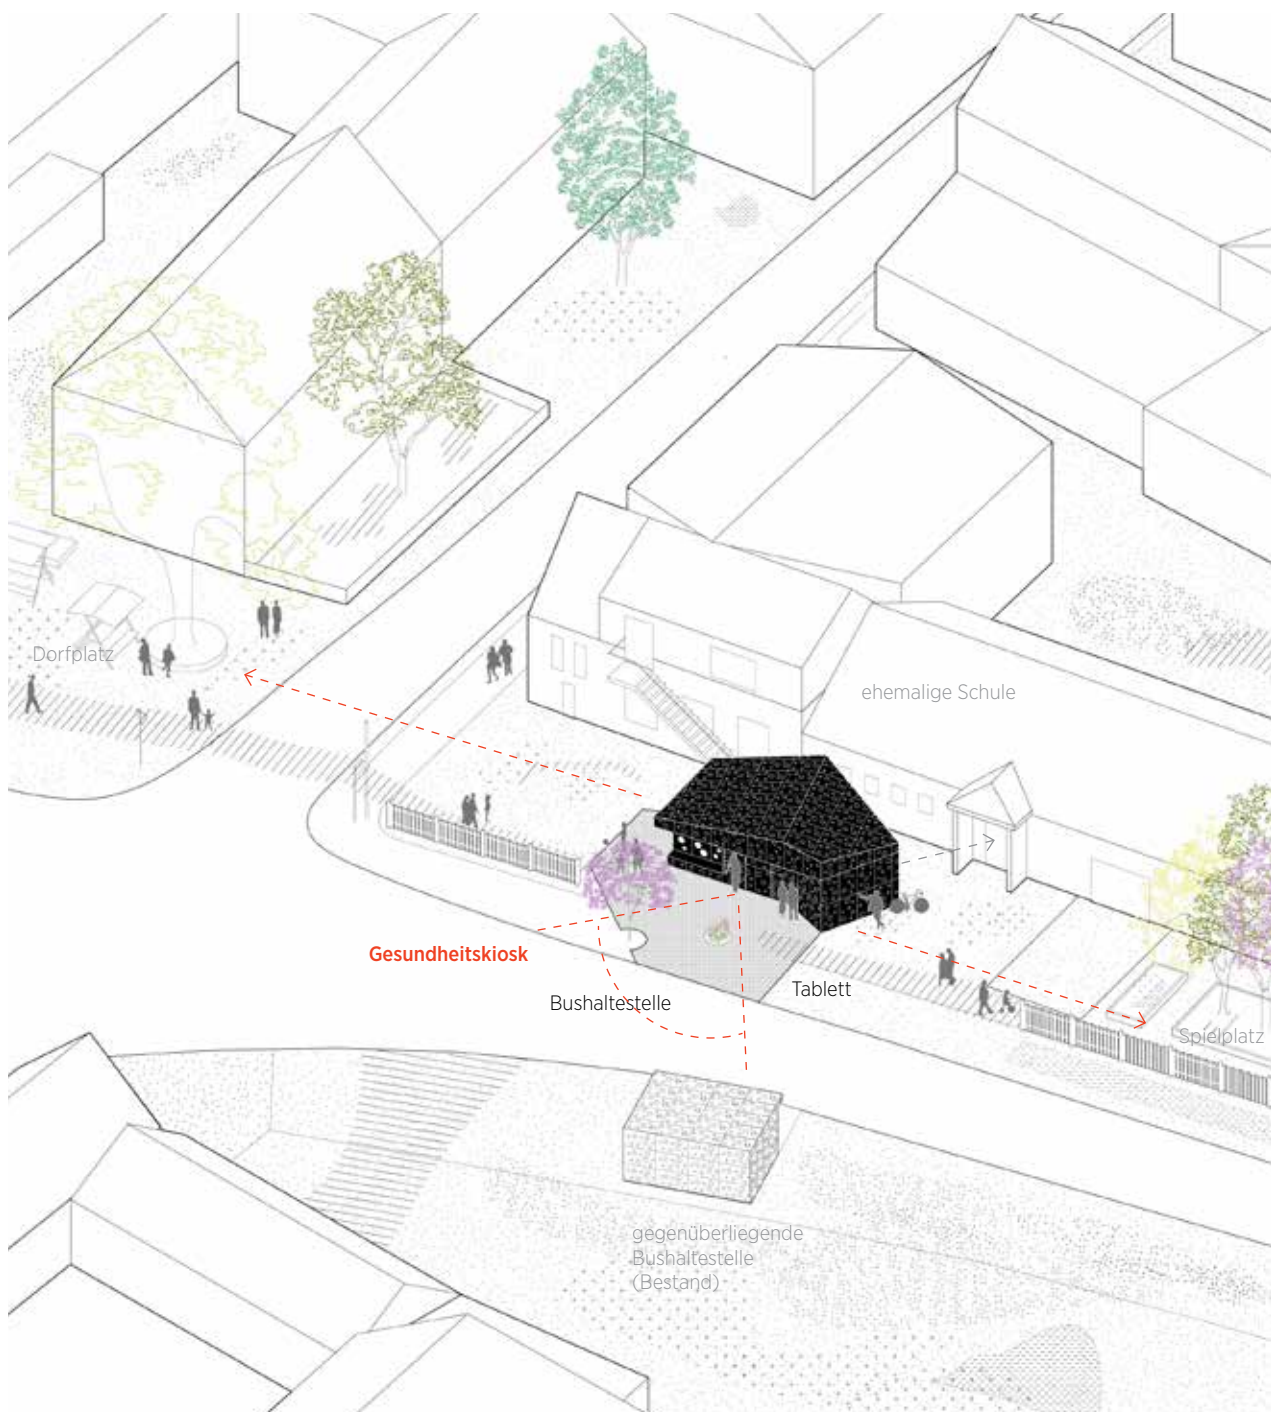 Dorfplatz
ehemalige Schule
Gesundheitskiosk
Bushaltestelle
Tablett
Spielplatz
gegenüberliegende
Bushaltestelle
(Bestand)